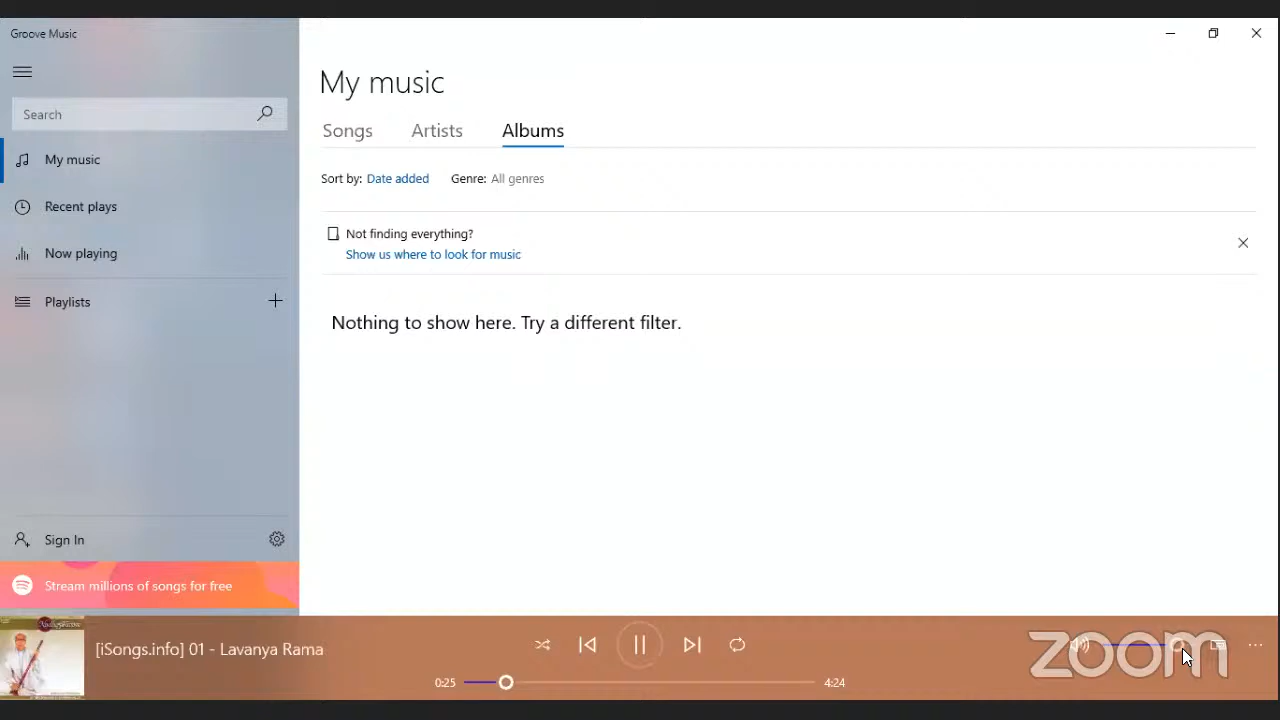 Groove Music
Search
My music
Recent plays
Now playing
Playlists
Sign In
Stream millions of songs for free
My music
Songs Artists Albums
Sort by: Date added Genre: All genres
Not finding everything?
Show us where to look for music
Nothing to show here. Try a different filter.
[iSongs.info] 01 - Lavanya Rama
0:25 4:24
zoom